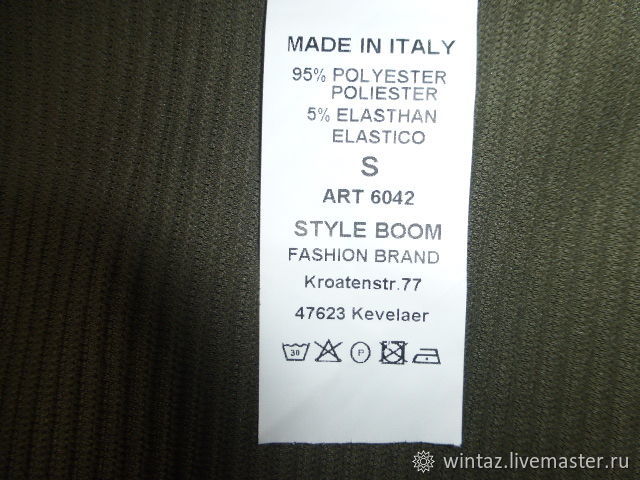 MADE IN ITALY
95% POLYESTER
POLIESTER
5% ELASTHAN
ELASTICO
S
ART 6042
STYLE BOOM
FASHION BRAND
Kroatenstr.77
47623 Kevelaer
30 P
wintaz.livemaster.ru